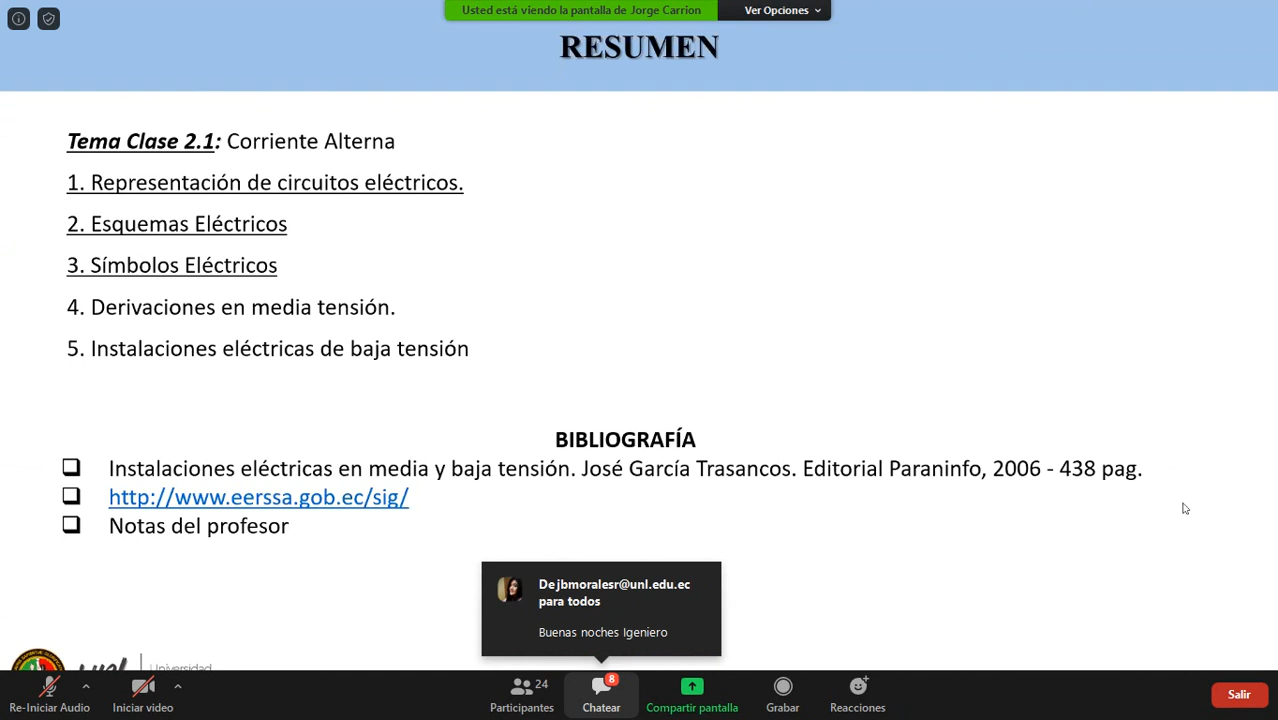 Usted está viendo la pantalla de Jorge Carrion
Ver Opciones
RESUMEN
Tema Clase 2.1: Corriente Alterna
1. Representación de circuitos eléctricos.
2. Esquemas Eléctricos
3. Símbolos Eléctricos
4. Derivaciones en media tensión.
5. Instalaciones eléctricas de baja tensión
BIBLIOGRAFÍA
Instalaciones eléctricas en media y baja tensión. José García Trasancos. Editorial Paraninfo, 2006 - 438 pag.
http://www.eerssa.gob.ec/sig/
Notas del profesor
De jbmoralesr@unl.edu.ec
para todos
Buenas noches Igeniero
Universidad
24
8
Re-Iniciar Audio
Iniciar video
Participantes
Chatear
Compartir pantalla
Grabar
Reacciones
Salir